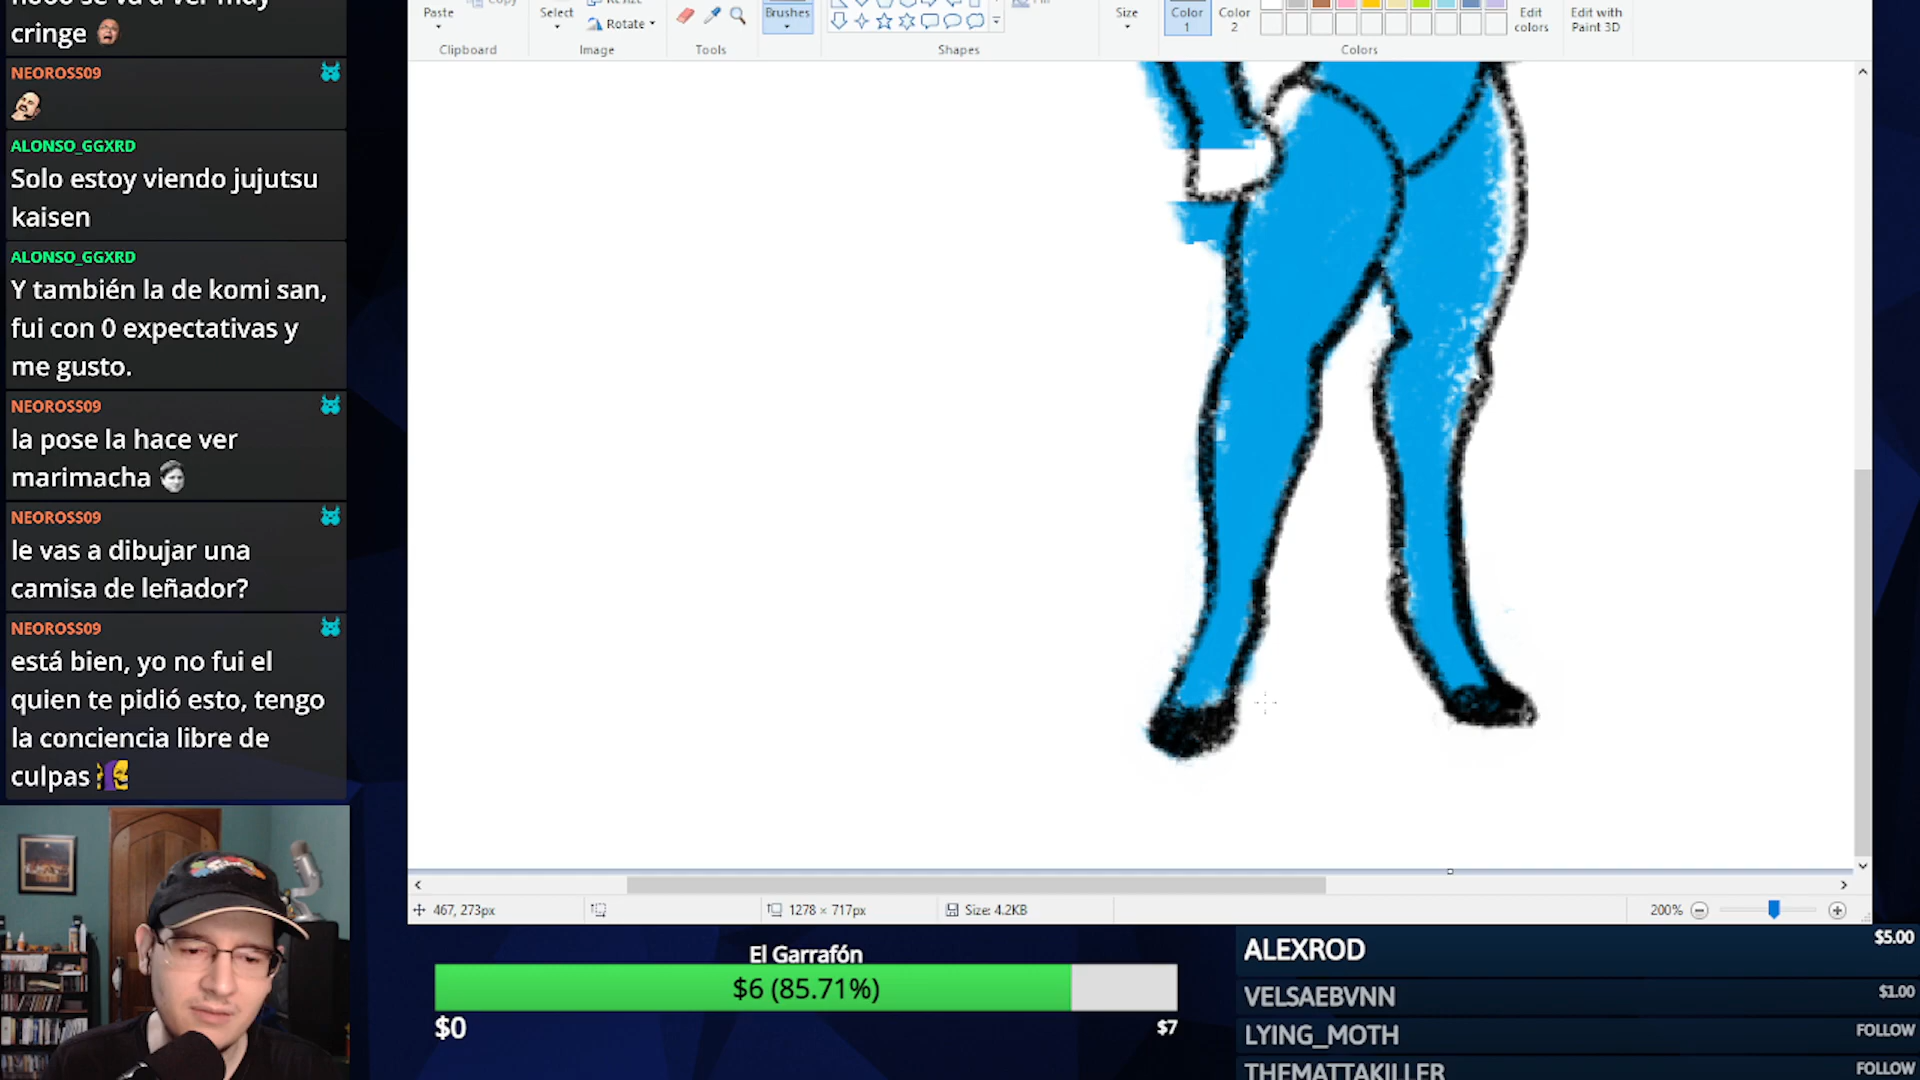 cringe
NEOROSS09
ALONSO_GGXRD
Solo estoy viendo jujutsu
kaisen
ALONSO_GGXRD
Y también la de komi san,
fui con 0 expectativas y
me gusto.
NEOROSS09
la pose la hace ver
marimacha
NEOROSS09
le vas a dibujar una
camisa de leñador?
NEOROSS09
está bien, yo no fui el
quien te pidió esto, tengo
la conciencia libre de
culpas
Paste
Copy
Select
Rotate
Brushes
Size
Color
1
Color
2
Edit
colors
Edit with
Paint 3D
Clipboard
Image
Tools
Shapes
Colors
467, 273px
1278 × 717px
Size: 4.2KB
200%
El Garrafón
$6 (85.71%)
$0
$7
ALEXROD
$5.00
VELSAEBVNN
$1.00
LYING_MOTH
FOLLOW
THEMATTAKILLER
FOLLOW